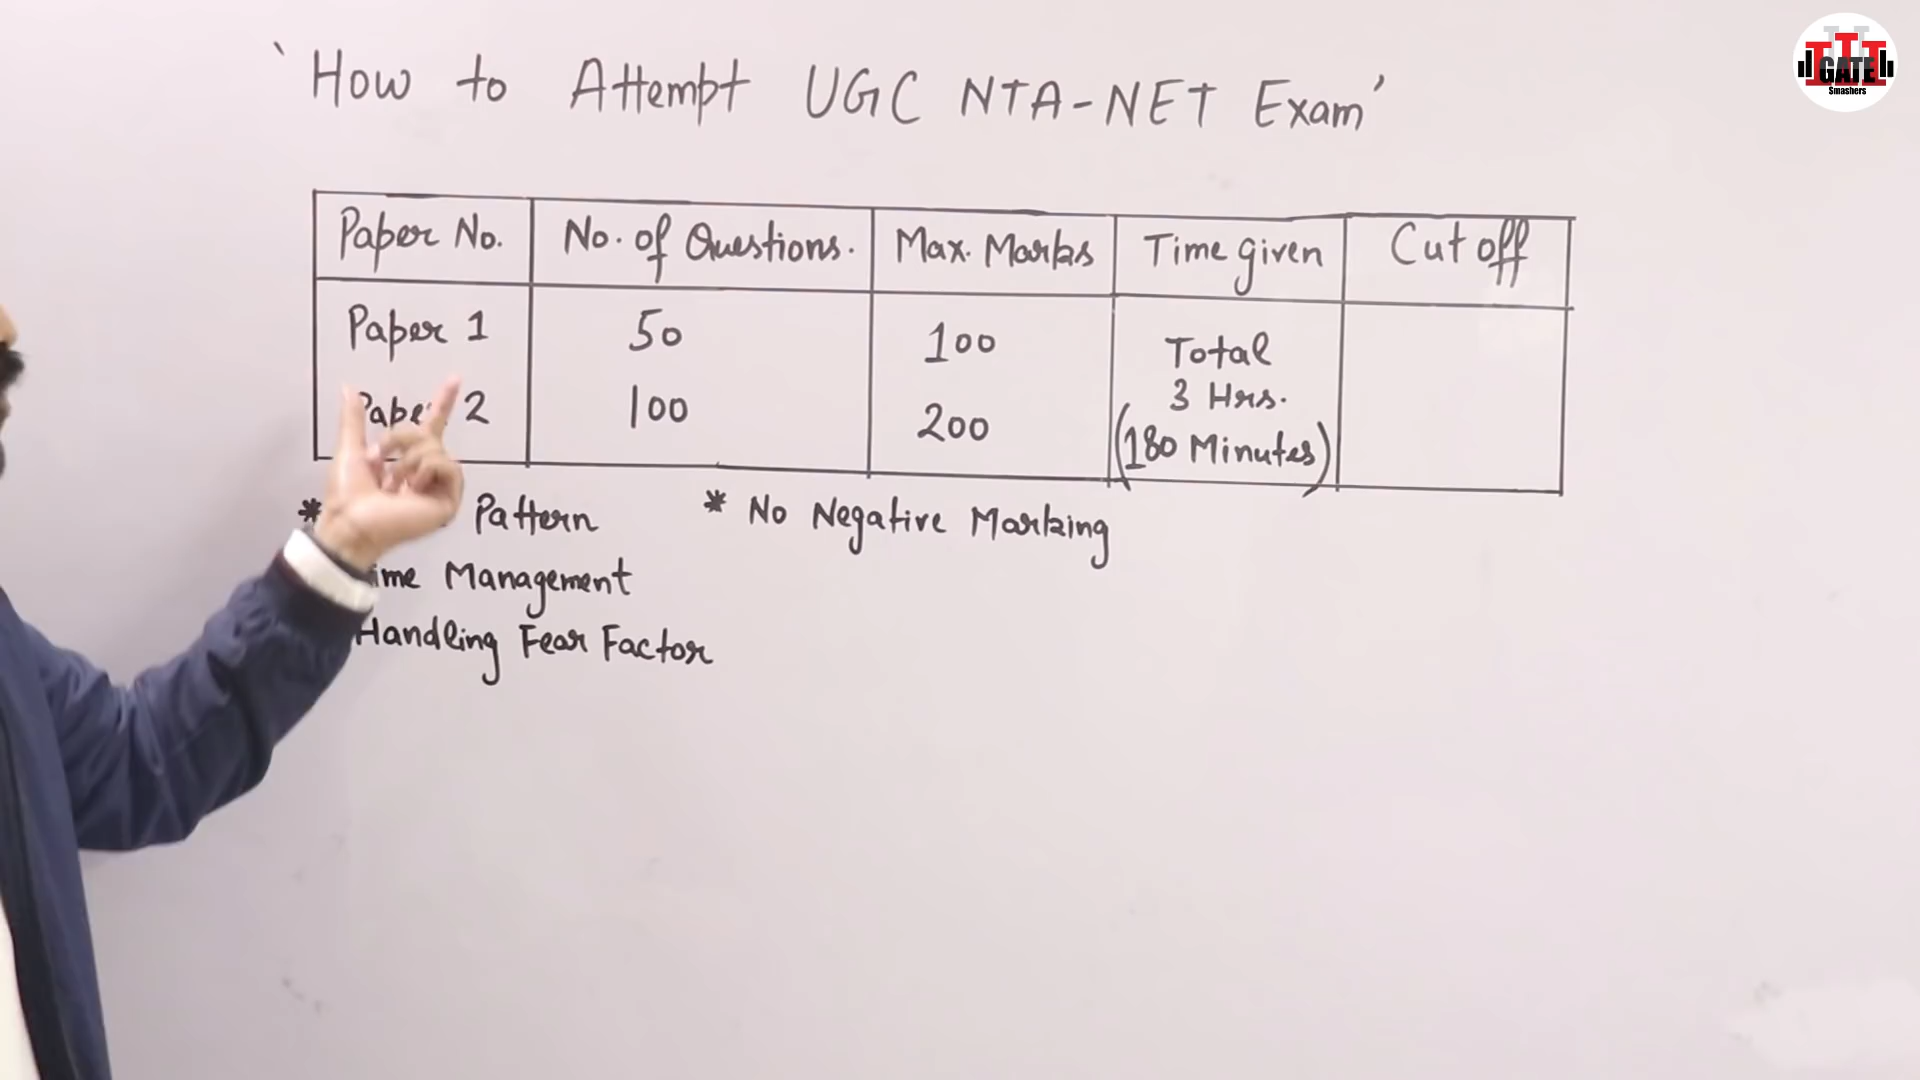 'How to Attempt UGC NTA-NET Exam'
GATE
Smashers
Paper No. No. of Questions. Max. Marks Time given Cut off
Paper 1 50 100 Total
3 Hrs.
Paper 2 100 200 (180 Minutes)
* Pattern * No Negative Marking
Management
Handling Fear Factor